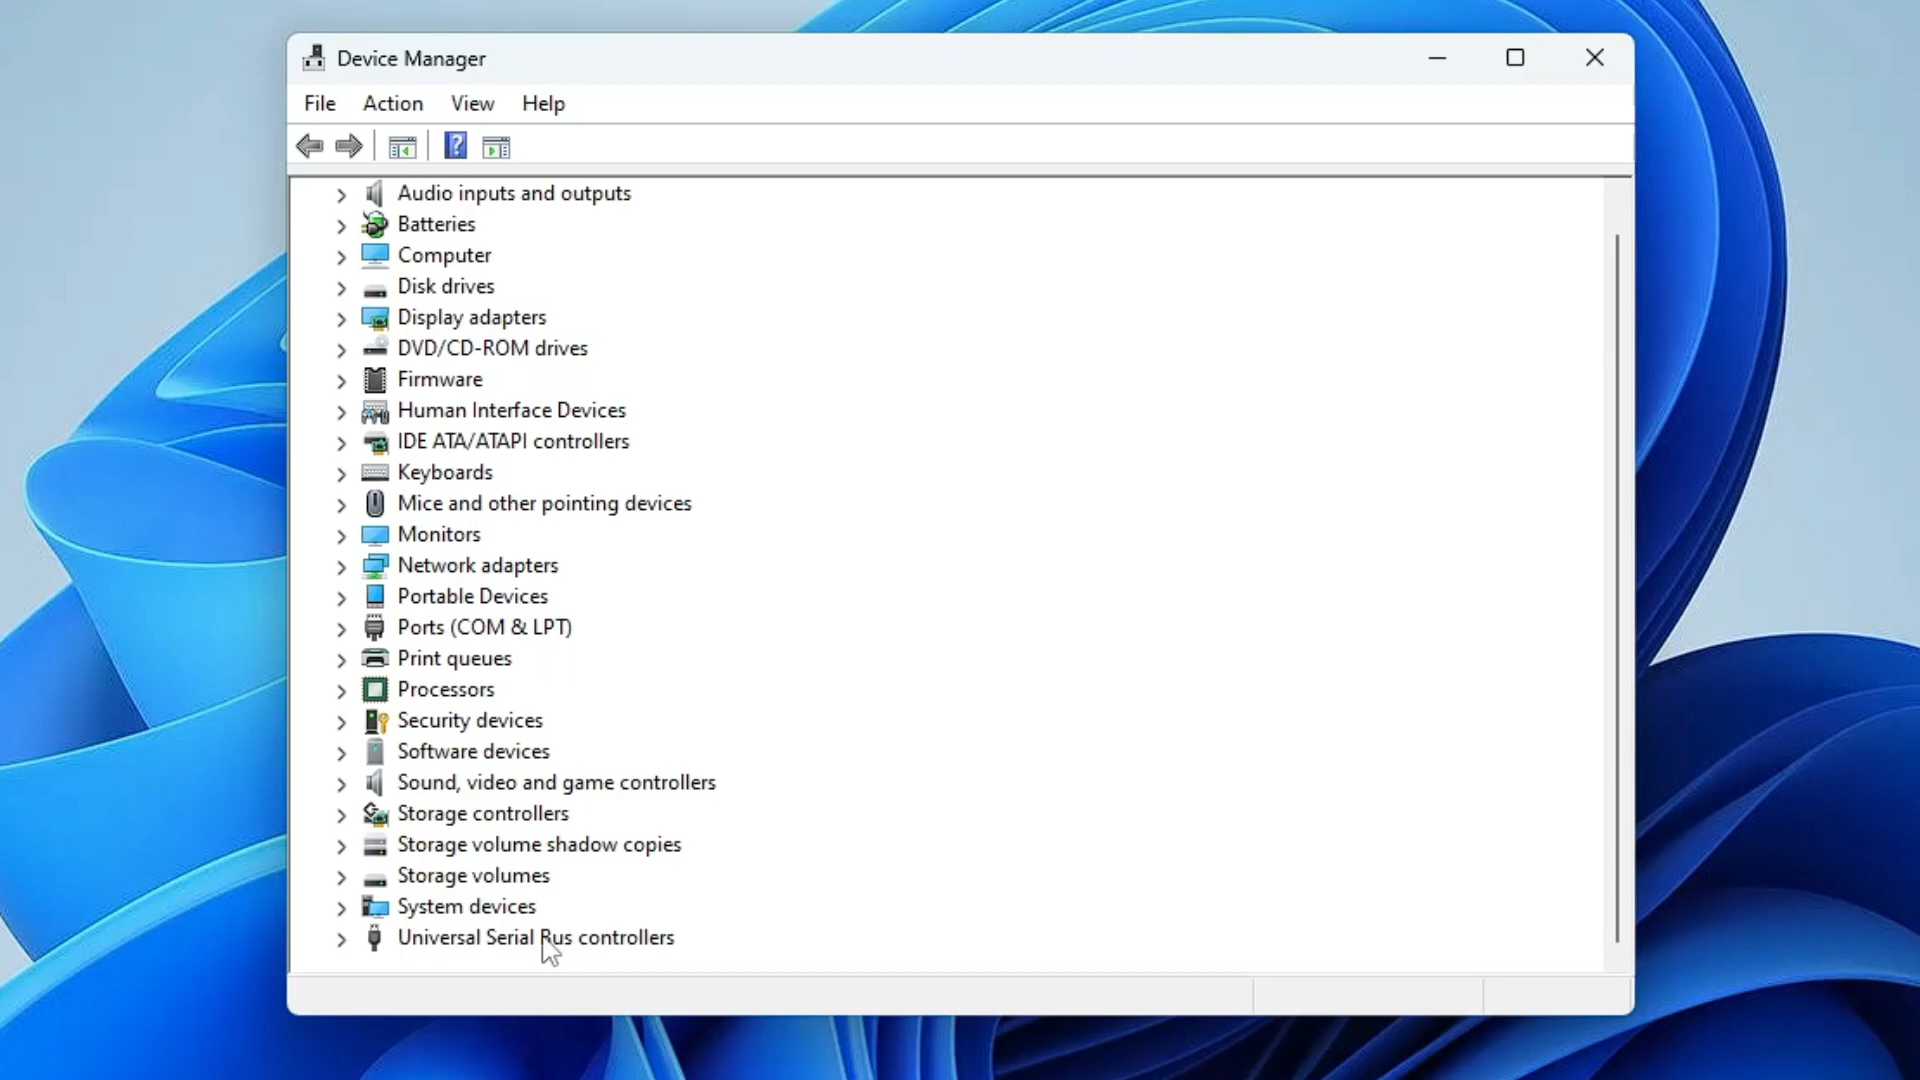 Device Manager
File Action View Help
Audio inputs and outputs
Batteries
Computer
Disk drives
Display adapters
DVD/CD-ROM drives
Firmware
Human Interface Devices
IDE ATA/ATAPI controllers
Keyboards
Mice and other pointing devices
Monitors
Network adapters
Portable Devices
Ports (COM & LPT)
Print queues
Processors
Security devices
Software devices
Sound, video and game controllers
Storage controllers
Storage volume shadow copies
Storage volumes
System devices
Universal Serial Bus controllers